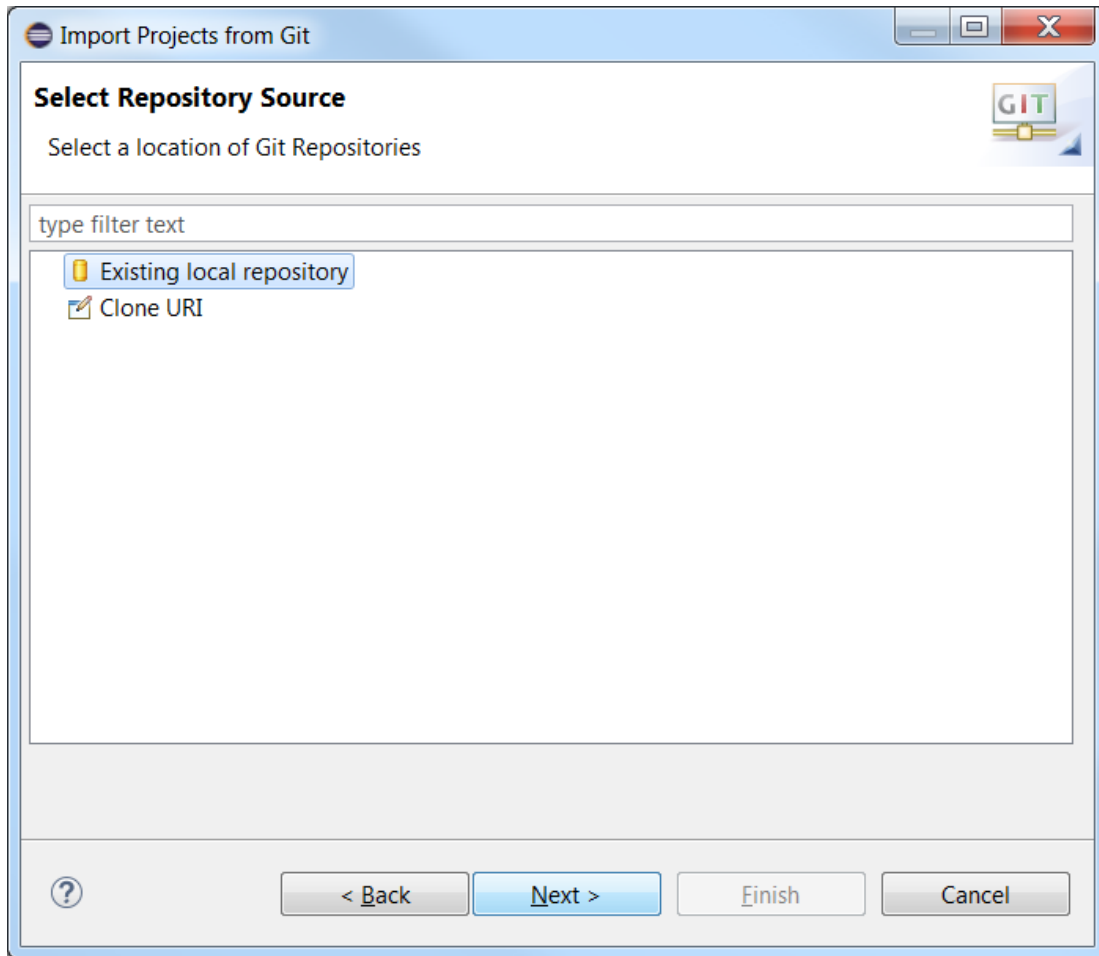 Import Projects from Git
Select Repository Source
GIT
Select a location of Git Repositories
type filter text
Existing local repository
Clone URI
< Back Next > Finish Cancel